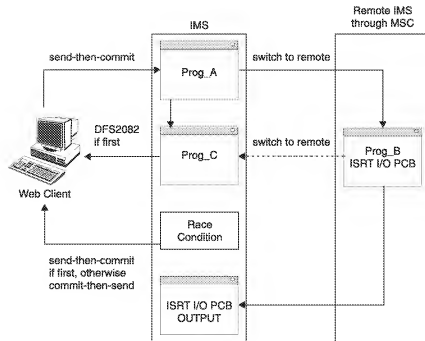 IMS
Remote IMS
through MSC
send-then-commit
Prog_A
switch to remote
DFS2082
if first
Prog_C
switch to remote
Prog_B
ISRT I/O PCB
Web Client
Race
Condition
send-then-commit
if first, otherwise
commit-then-send
ISRT I/O PCB
OUTPUT